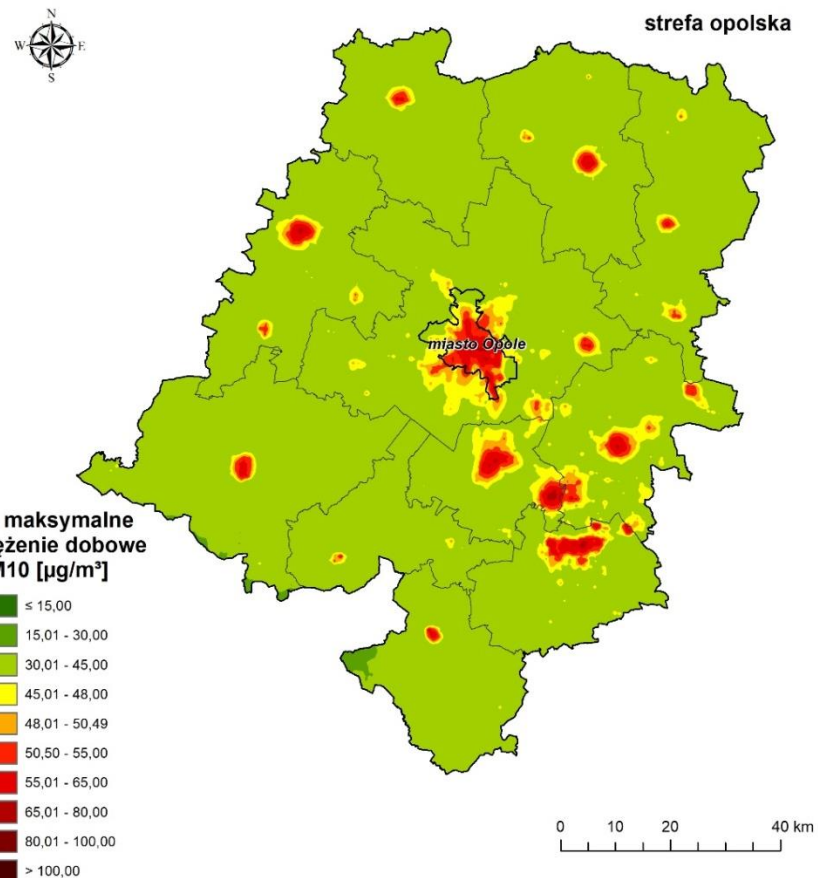 N
W E
S
strefa opolska
miasto Opole
maksymalne
dobowe
[µg/m³]
≤ 15,00
15,01 - 30,00
30,01 - 45,00
45,01 - 48,00
48,01 - 50,49
50,50 - 55,00
55,01 - 65,00
65,01 - 80,00
80,01 - 100,00
> 100,00
0 10 20 40 km